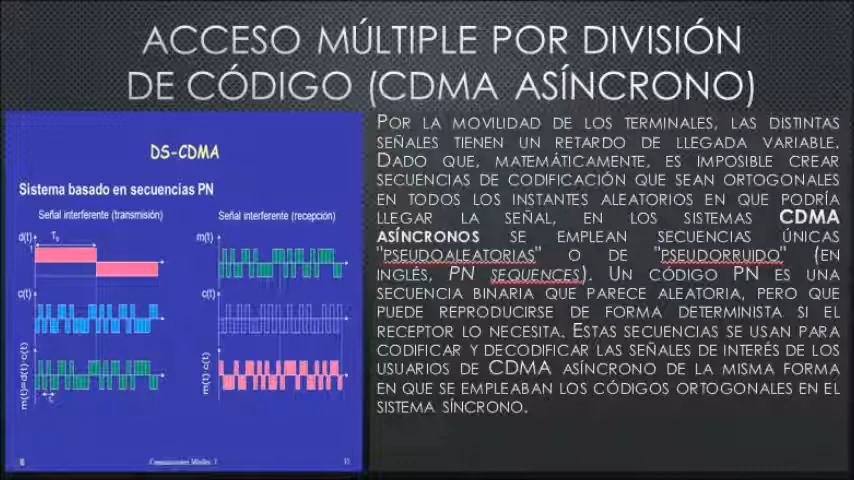 ACCESO MÚLTIPLE POR DIVISIÓN
DE CÓDIGO (CDMA ASÍNCRONO)
DS-CDMA
Sistema basado en secuencias PN
Señal interferente (transmisión)
Señal interferente (recepción)
d(t)
1
m(t)
c(t)
c(t)
m(t)=d(t)·c(t)
m(t)·c(t)
POR LA MOVILIDAD DE LOS TERMINALES, LAS DISTINTAS
SEÑALES TIENEN UN RETARDO DE LLEGADA VARIABLE.
DADO QUE, MATEMÁTICAMENTE, ES IMPOSIBLE CREAR
SECUENCIAS DE CODIFICACIÓN QUE SEAN ORTOGONALES
EN TODOS LOS INSTANTES ALEATORIOS EN QUE PODRÍA
LLEGAR LA SEÑAL, EN LOS SISTEMAS CDMA
ASÍNCRONOS SE EMPLEAN SECUENCIAS ÚNICAS
"PSEUDOALEATORIAS" O DE "PSEUDORRUIDO" (EN
INGLÉS, PN SEQUENCES). UN CÓDIGO PN ES UNA
SECUENCIA BINARIA QUE PARECE ALEATORIA, PERO QUE
PUEDE REPRODUCIRSE DE FORMA DETERMINISTA SI EL
RECEPTOR LO NECESITA. ESTAS SECUENCIAS SE USAN PARA
CODIFICAR Y DECODIFICAR LAS SEÑALES DE INTERÉS DE LOS
USUARIOS DE CDMA ASÍNCRONO DE LA MISMA FORMA
EN QUE SE EMPLEABAN LOS CÓDIGOS ORTOGONALES EN EL
SISTEMA SÍNCRONO.